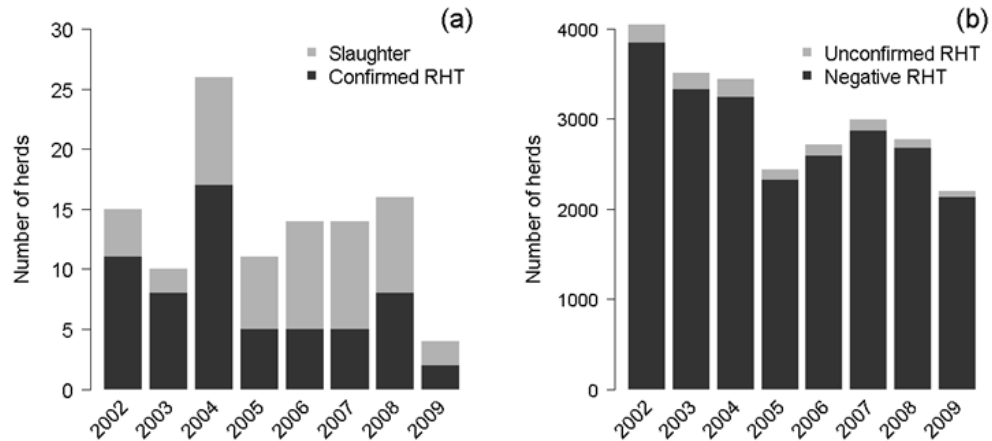 (a)
Number of herds
30
25
20
15
10
5
0
Slaughter
Confirmed RHT
2002 2003 2004 2005 2006 2007 2008 2009
(b)
Number of herds
4000
3000
2000
1000
0
Unconfirmed RHT
Negative RHT
2002 2003 2004 2005 2006 2007 2008 2009